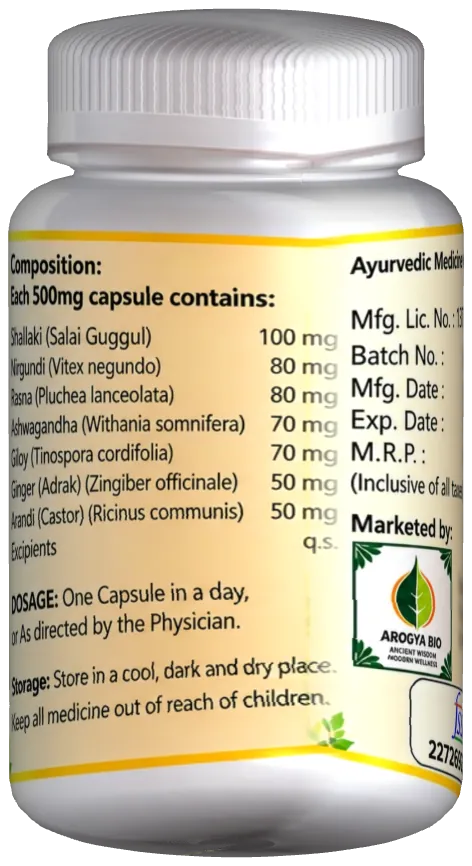 Composition:
Each 500mg capsule contains:
Shallaki (Salai Guggul) 100 mg
Nirgundi (Vitex negundo) 80 mg
Rasna (Pluchea lanceolata) 80 mg
Ashwagandha (Withania somnifera) 70 mg
Giloy (Tinospora cordifolia) 70 mg
Ginger (Adrak) (Zingiber officinale) 50 mg
Arandi (Castor) (Ricinus communis) 50 mg
Excipients q.s.
DOSAGE: One Capsule in a day,
or As directed by the Physician.
Storage: Store in a cool, dark and dry place.
Keep all medicine out of reach of children.
Ayurvedic Medicine
Mfg. Lic. No. :
Batch No. :
Mfg. Date :
Exp. Date :
M.R.P. :
(Inclusive of all
Marketed by:
AROGYA BIO
ANCIENT WISDOM
MODERN WELLNESS